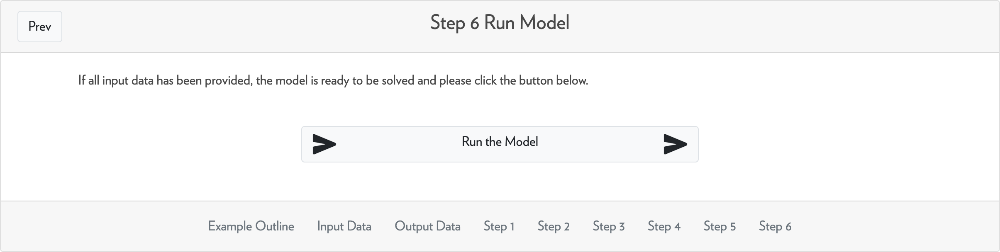 Prev
Step 6 Run Model
If all input data has been provided, the model is ready to be solved and please click the button below.
Run the Model
Example Outline Input Data Output Data Step 1 Step 2 Step 3 Step 4 Step 5 Step 6